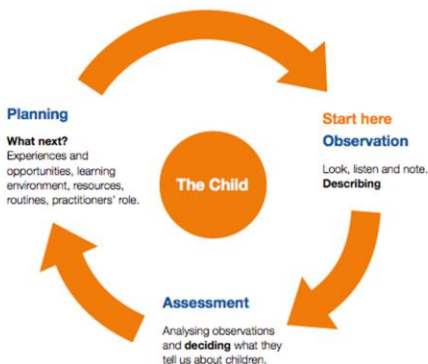 Start here
Observation
Look, listen and note.
Describing
Assessment
Analysing observations
and deciding what they
tell us about children.
Planning
What next?
Experiences and
opportunities, learning
environment, resources,
routines, practitioners' role.
The Child